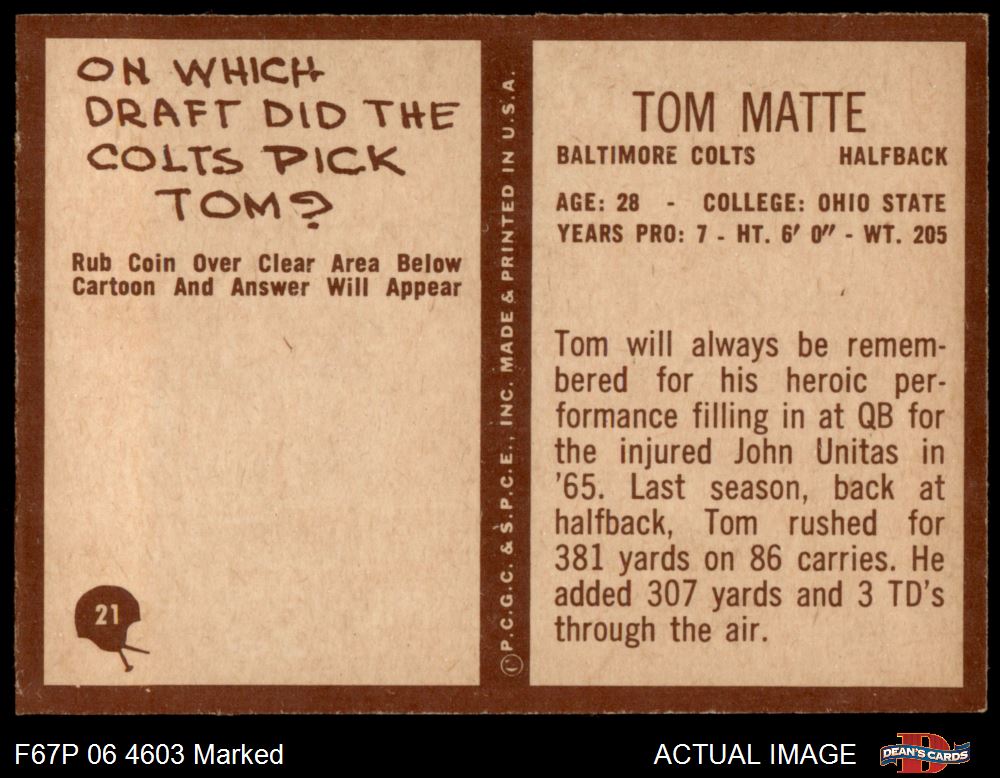 ON WHICH
DRAFT DID THE
COLTS PICK
TOM?
Rub Coin Over Clear Area Below
Cartoon And Answer Will Appear
21
© P.C.G.C. & S.P.C.E., INC. MADE & PRINTED IN U.S.A.
TOM MATTE
BALTIMORE COLTS HALFBACK
AGE: 28 - COLLEGE: OHIO STATE
YEARS PRO: 7 - HT. 6' 0" - WT. 205
Tom will always be remem-
bered for his heroic per-
formance filling in at QB for
the injured John Unitas in
'65. Last season, back at
halfback, Tom rushed for
381 yards on 86 carries. He
added 307 yards and 3 TD's
through the air.
F67P 06 4603 Marked
ACTUAL IMAGE
DEAN'S CARDS